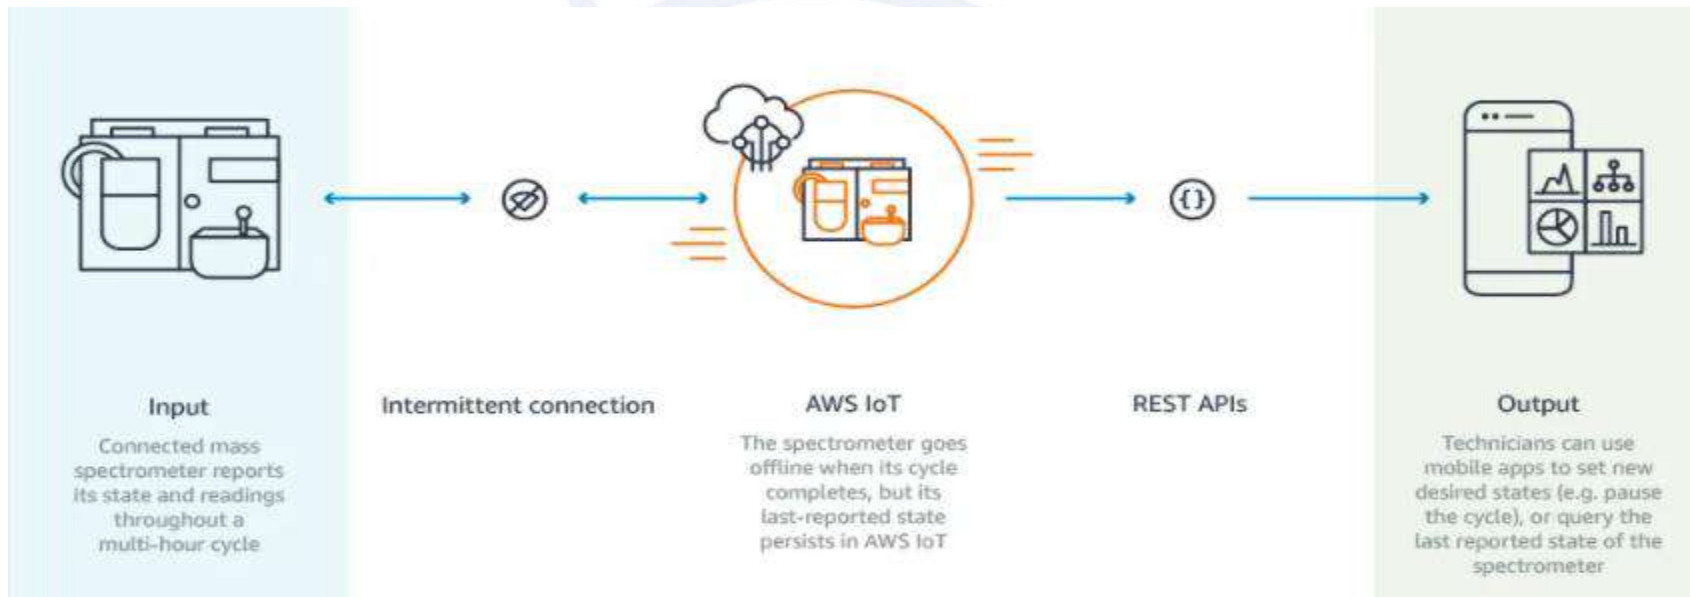 Input
Connected mass
spectrometer reports
its state and readings
throughout a
multi-hour cycle
Intermittent connection
AWS IoT
The spectrometer goes
offline when its cycle
completes, but its
last-reported state
persists in AWS IoT
REST APIs
{}
Output
Technicians can use
mobile apps to set new
desired states (e.g. pause
the cycle), or query the
last reported state of the
spectrometer